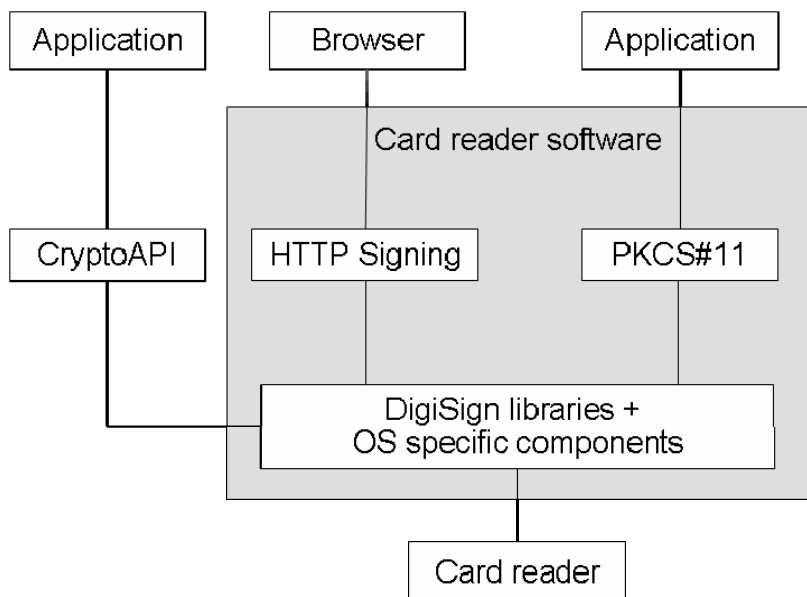 Application
Browser
Application
Card reader software
CryptoAPI
HTTP Signing
PKCS#11
DigiSign libraries +
OS specific components
Card reader